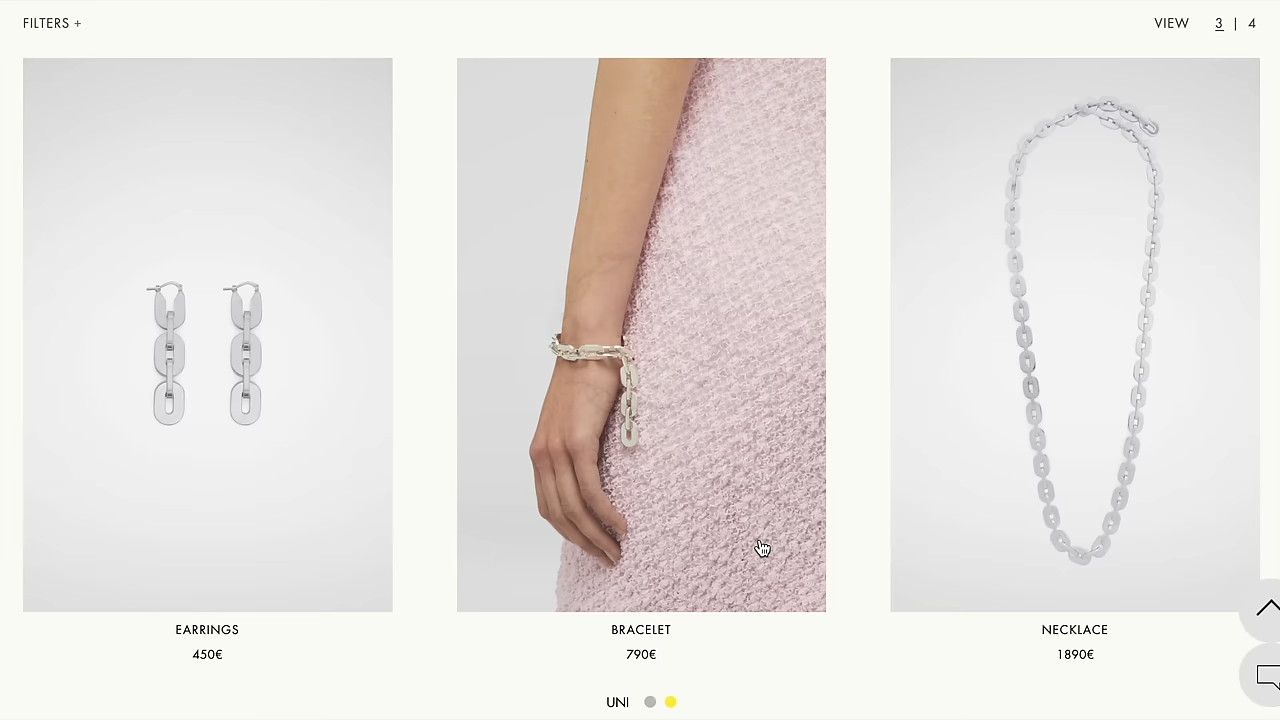 FILTERS +
VIEW 3 | 4
EARRINGS
450€
BRACELET
790€
NECKLACE
1890€
UNI